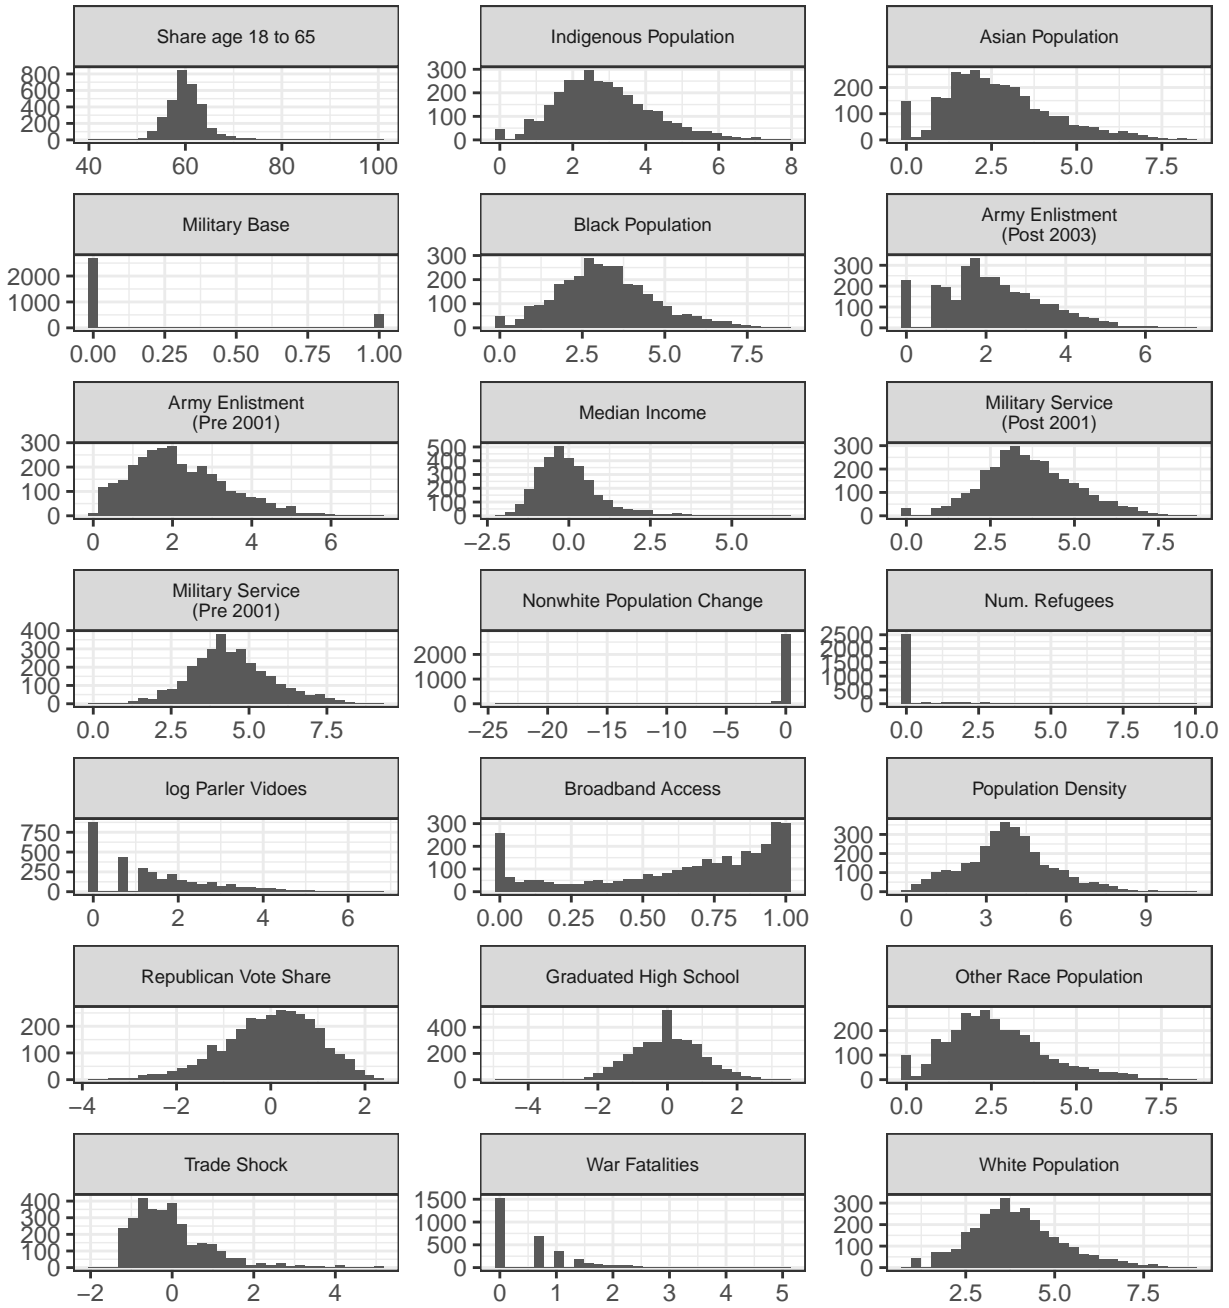 Share age 18 to 65
Indigenous Population
Asian Population
800
600
400
200
0
40 60 80 100
300
200
100
0
0 2 4 6 8
200
100
0
0.0 2.5 5.0 7.5
Military Base
Black Population
Army Enlistment
(Post 2003)
2000
1000
0
0.00 0.25 0.50 0.75 1.00
300
200
100
0
0.0 2.5 5.0 7.5
300
200
100
0
0 2 4 6
Army Enlistment
(Pre 2001)
Median Income
Military Service
(Post 2001)
300
200
100
0
0 2 4 6
500
400
300
200
100
0
−2.5 0.0 2.5 5.0
300
200
100
0
0.0 2.5 5.0 7.5
Military Service
(Pre 2001)
Nonwhite Population Change
Num. Refugees
400
300
200
100
0
0.0 2.5 5.0 7.5
2000
1000
0
−25 −20 −15 −10 −5 0
2500
2000
1500
1000
500
0
0.0 2.5 5.0 7.5 10.0
log Parler Vidoes
Broadband Access
Population Density
750
500
250
0
0 2 4 6
300
200
100
0
0.00 0.25 0.50 0.75 1.00
300
200
100
0
0 3 6 9
Republican Vote Share
Graduated High School
Other Race Population
200
100
0
−4 −2 0 2
400
200
0
−4 −2 0 2
200
100
0
0.0 2.5 5.0 7.5
Trade Shock
War Fatalities
White Population
400
300
200
100
0
−2 0 2 4
1500
1000
500
0
0 1 2 3 4 5
300
200
100
0
2.5 5.0 7.5